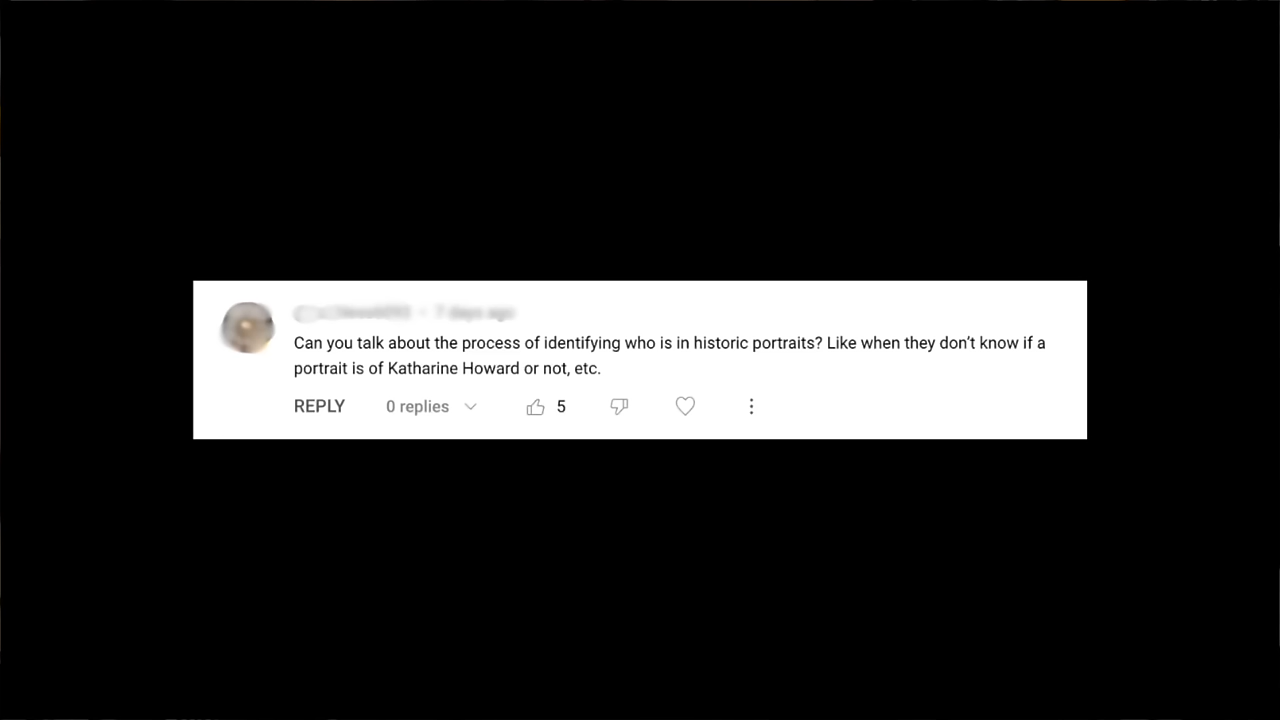 Can you talk about the process of identifying who is in historic portraits? Like when they don’t know if a
portrait is of Katharine Howard or not, etc.
REPLY 0 replies 5